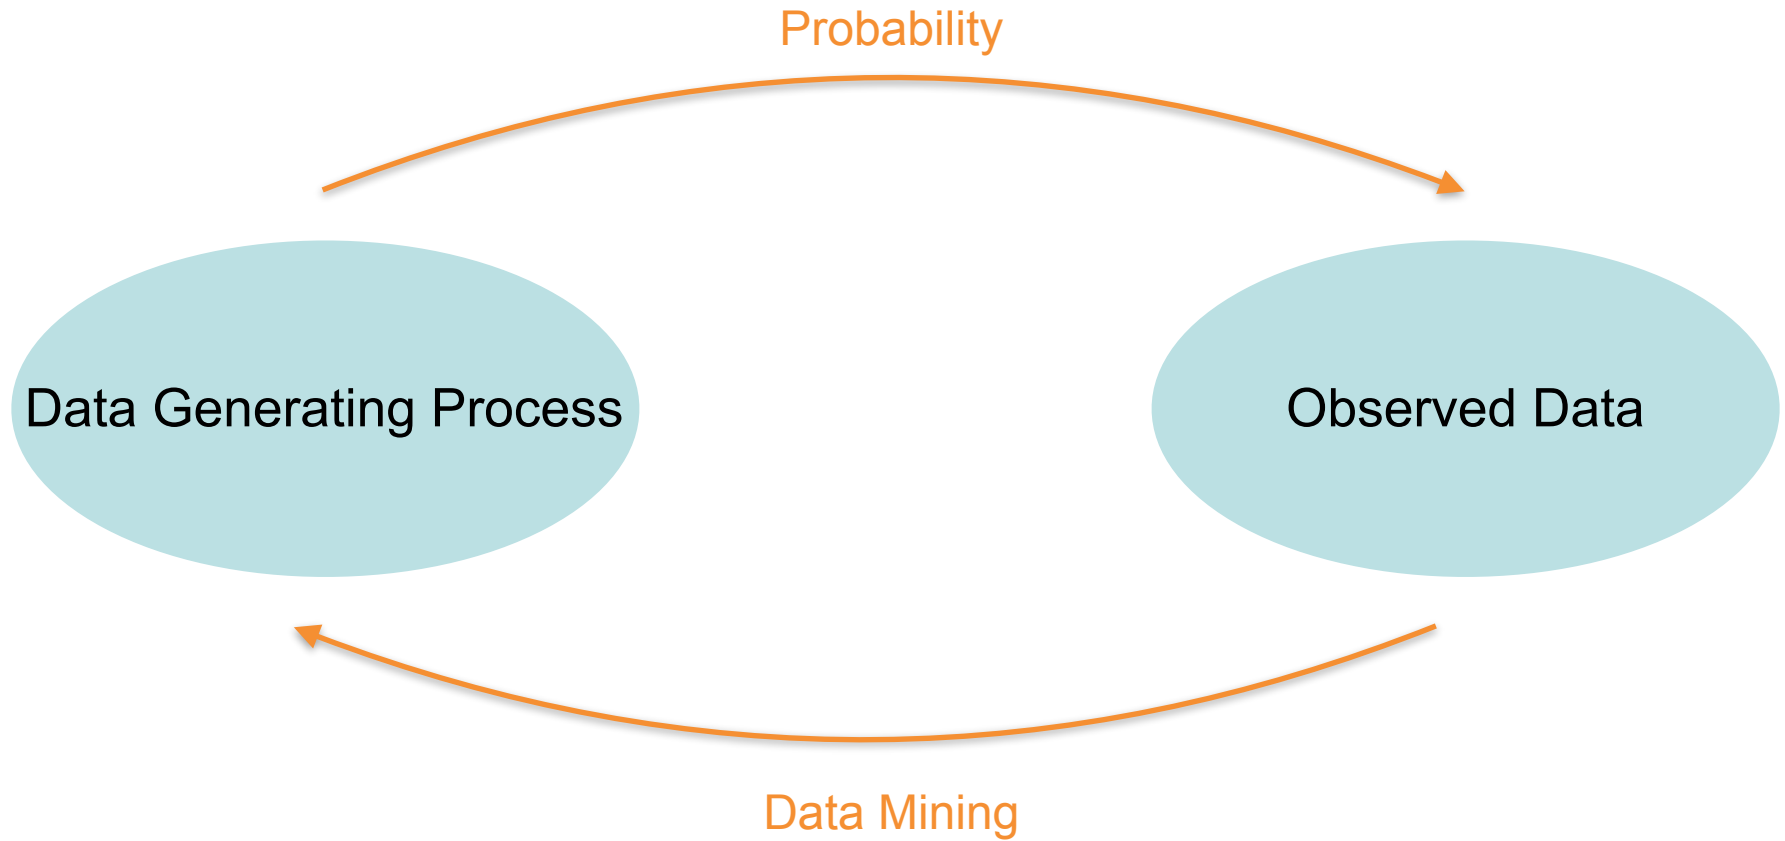 Probability
Data Generating Process
Observed Data
Data Mining